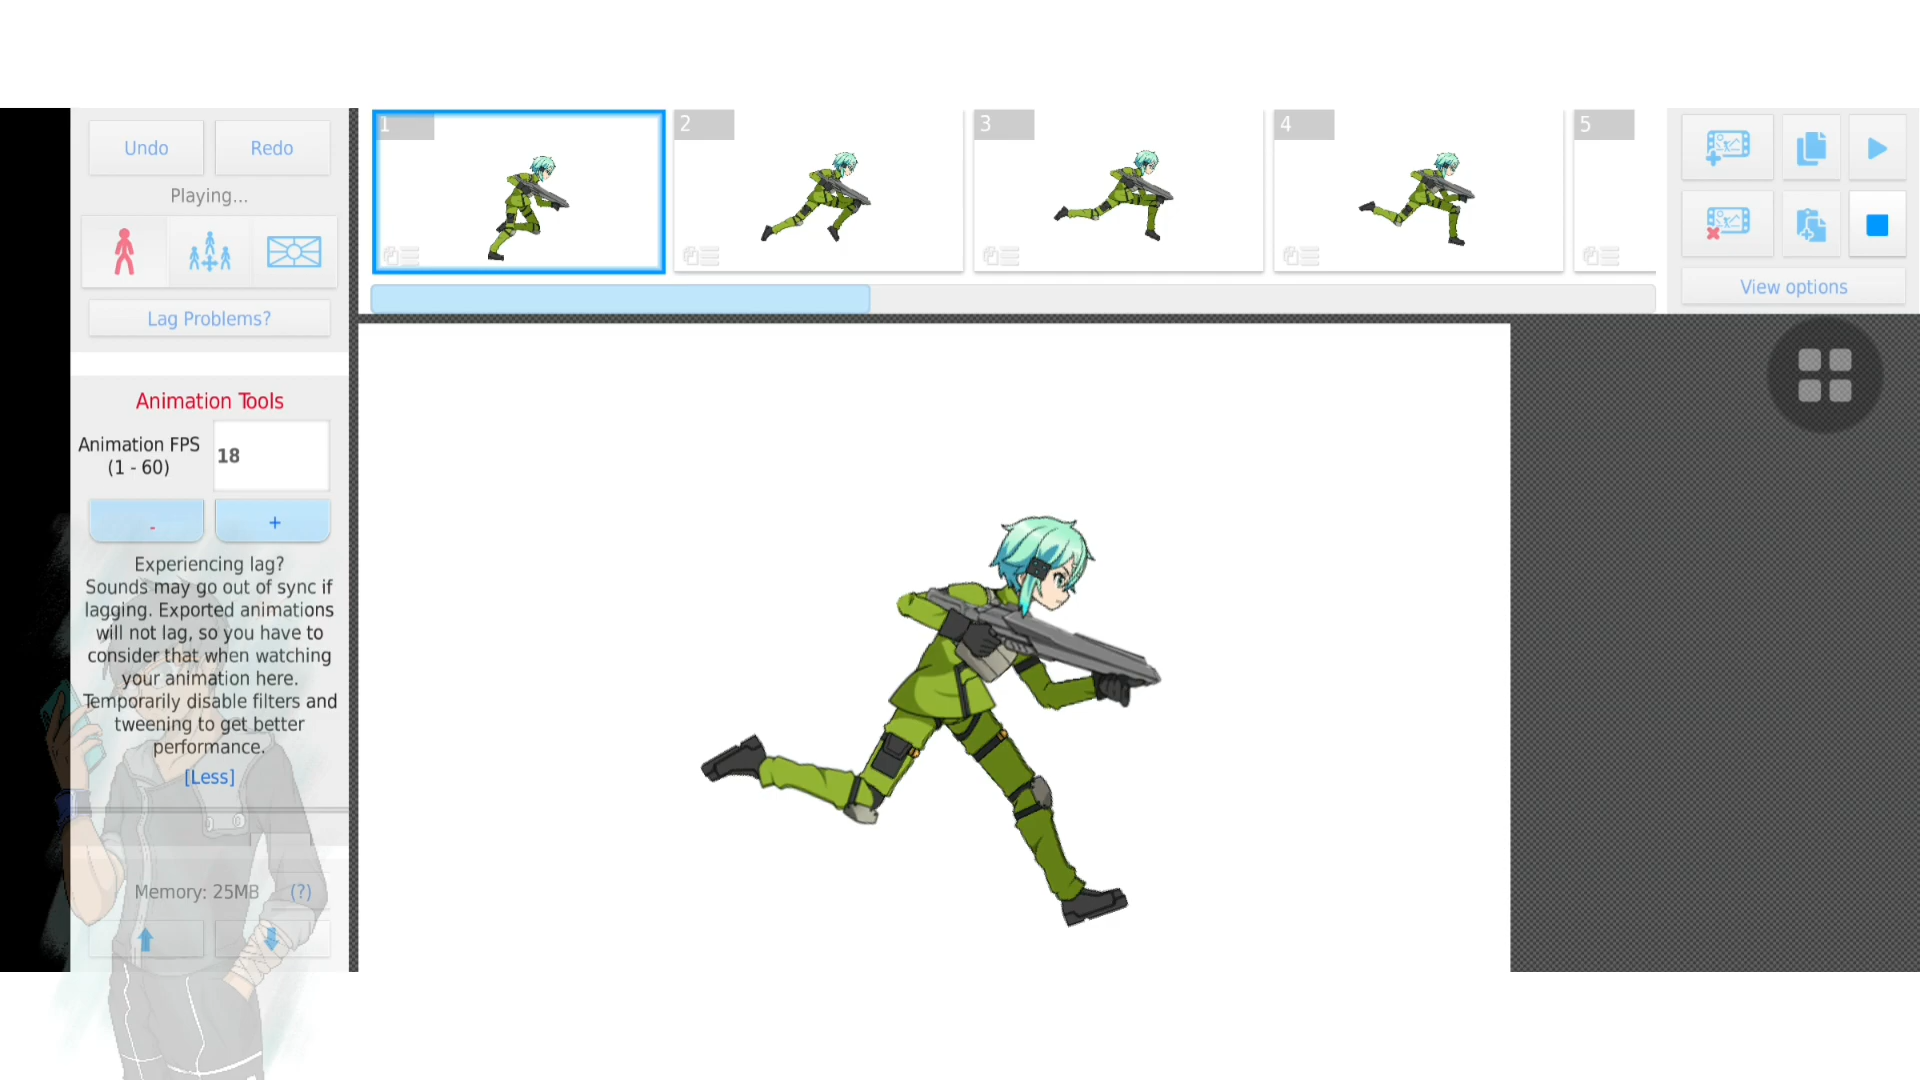 Undo
Redo
Playing...
Lag Problems?
Animation Tools
Animation FPS
(1 - 60)
18
-
+
Experiencing lag?
Sounds may go out of sync if
lagging. Exported animations
will not lag, so you have to
consider that when watching
your animation here.
Temporarily disable filters and
tweening to get better
performance.
[Less]
Memory: 25MB
(?)
1
2
3
4
5
View options